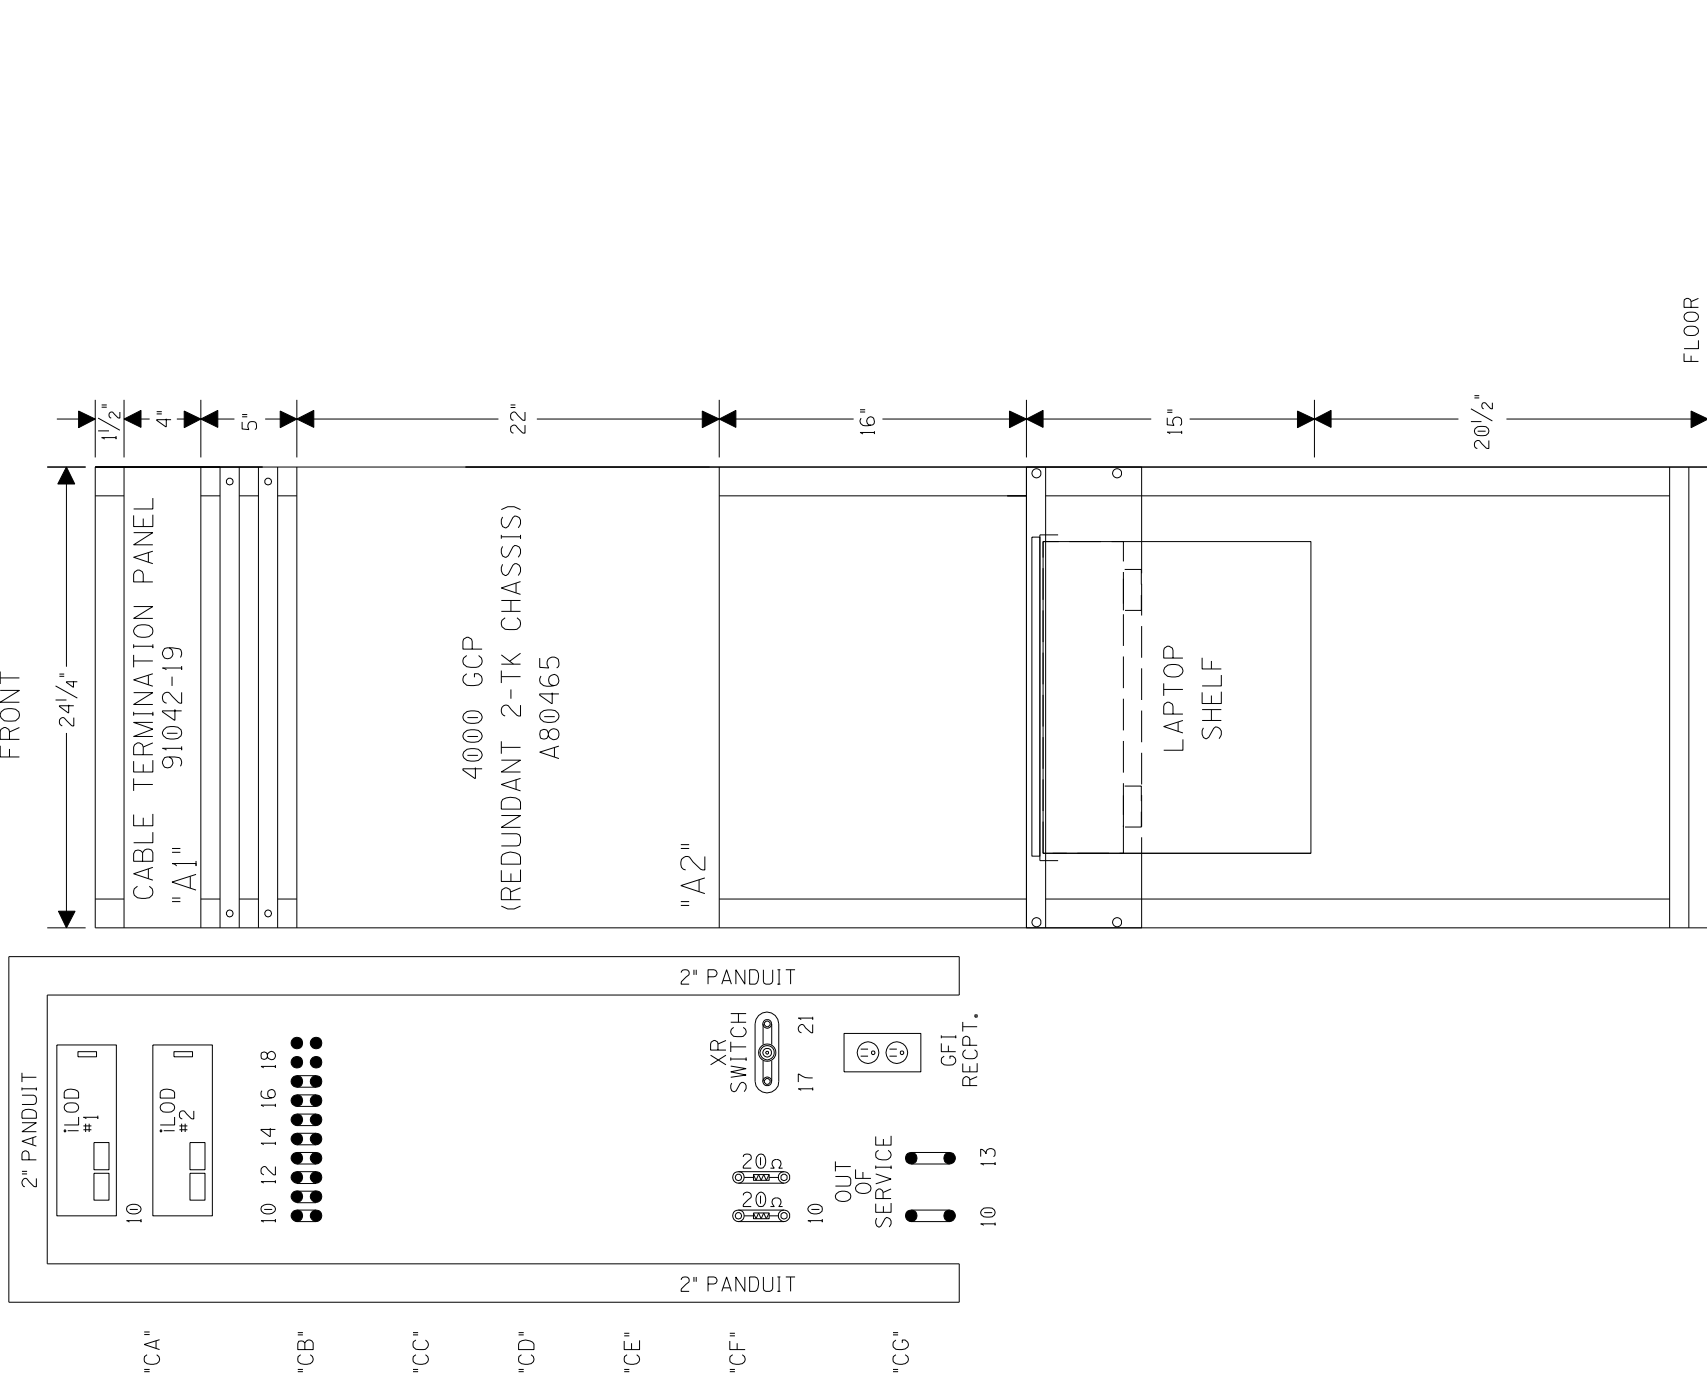 FRONT
24¼"
1½"
4"
5"
22"
16"
15"
20½"
FLOOR
CABLE TERMINATION PANEL
91042-19
"A1"
4000 GCP
(REDUNDANT 2-TK CHASSIS)
A80465
"A2"
LAPTOP
SHELF
2" PANDUIT
2" PANDUIT
2" PANDUIT
iLOD
#1
10
iLOD
#2
10 12 14 16 18
20Ω
20Ω
10
XR
SWITCH
17 21
OUT
OF
SERVICE
10 13
GFI
RECPT.
"CA"
"CB"
"CC"
"CD"
"CE"
"CF"
"CG"